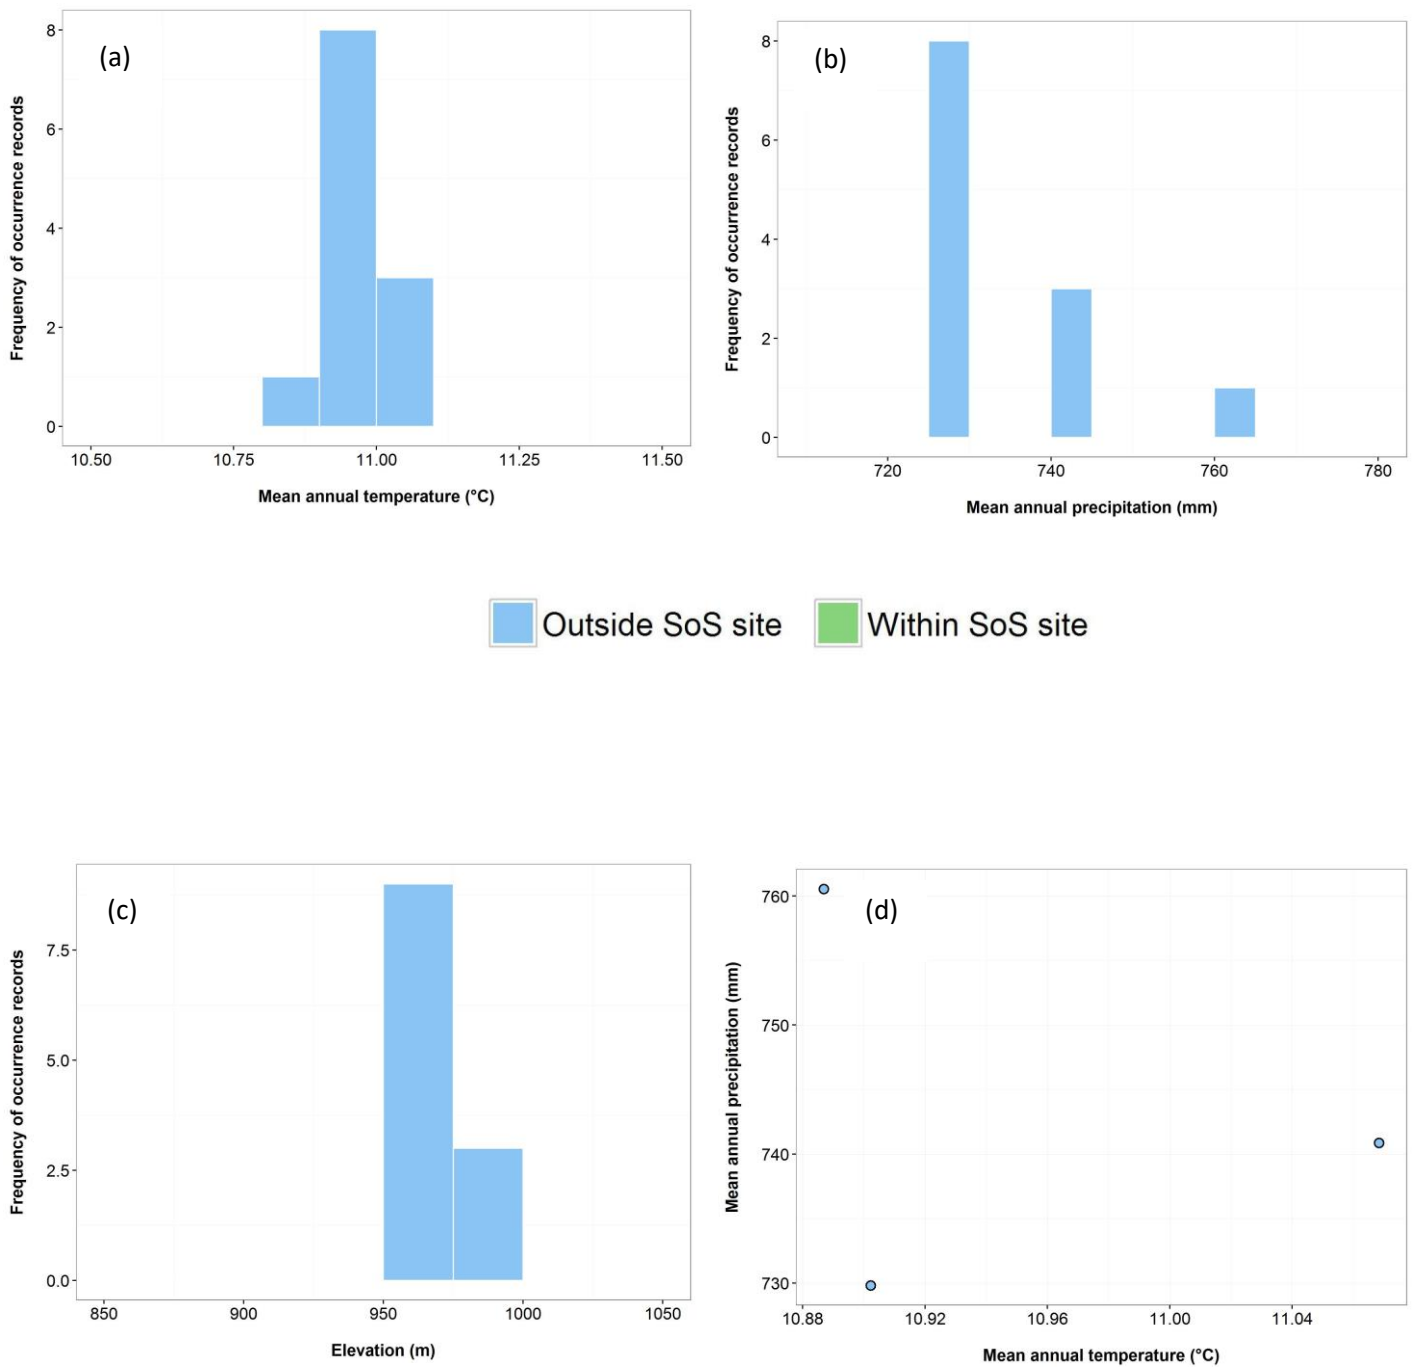 (a)
Frequency of occurrence records
8
6
4
2
0
10.50 10.75 11.00 11.25 11.50
Mean annual temperature (°C)
(b)
Frequency of occurrence records
8
6
4
2
0
720 740 760 780
Mean annual precipitation (mm)
Outside SoS site Within SoS site
(c)
Frequency of occurrence records
7.5
5.0
2.5
0.0
850 900 950 1000 1050
Elevation (m)
(d)
Mean annual precipitation (mm)
760
750
740
730
10.88 10.92 10.96 11.00 11.04
Mean annual temperature (°C)